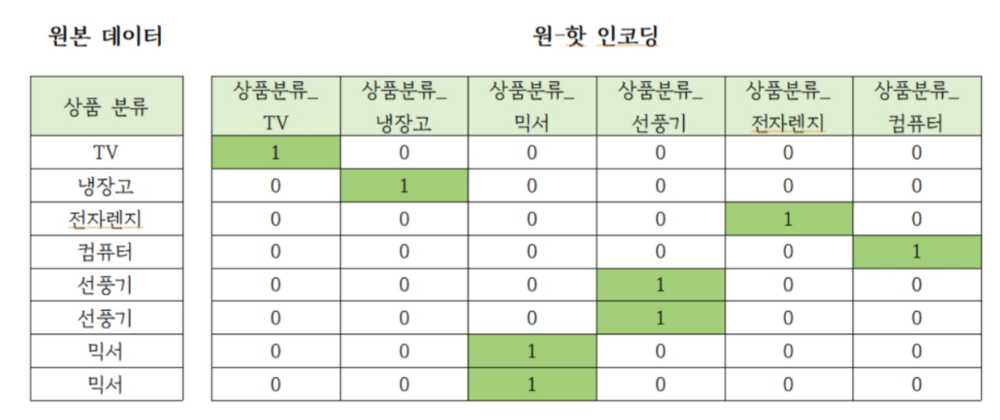 원본 데이터
원-핫 인코딩
상품 분류
상품분류_ 상품분류_ 상품분류_ 상품분류_ 상품분류_ 상품분류_
TV 냉장고 믹서 선풍기 전자렌지 컴퓨터
TV 1 0 0 0 0 0
냉장고 0 1 0 0 0 0
전자렌지 0 0 0 0 1 0
컴퓨터 0 0 0 0 0 1
선풍기 0 0 0 1 0 0
선풍기 0 0 0 1 0 0
믹서 0 0 1 0 0 0
믹서 0 0 1 0 0 0